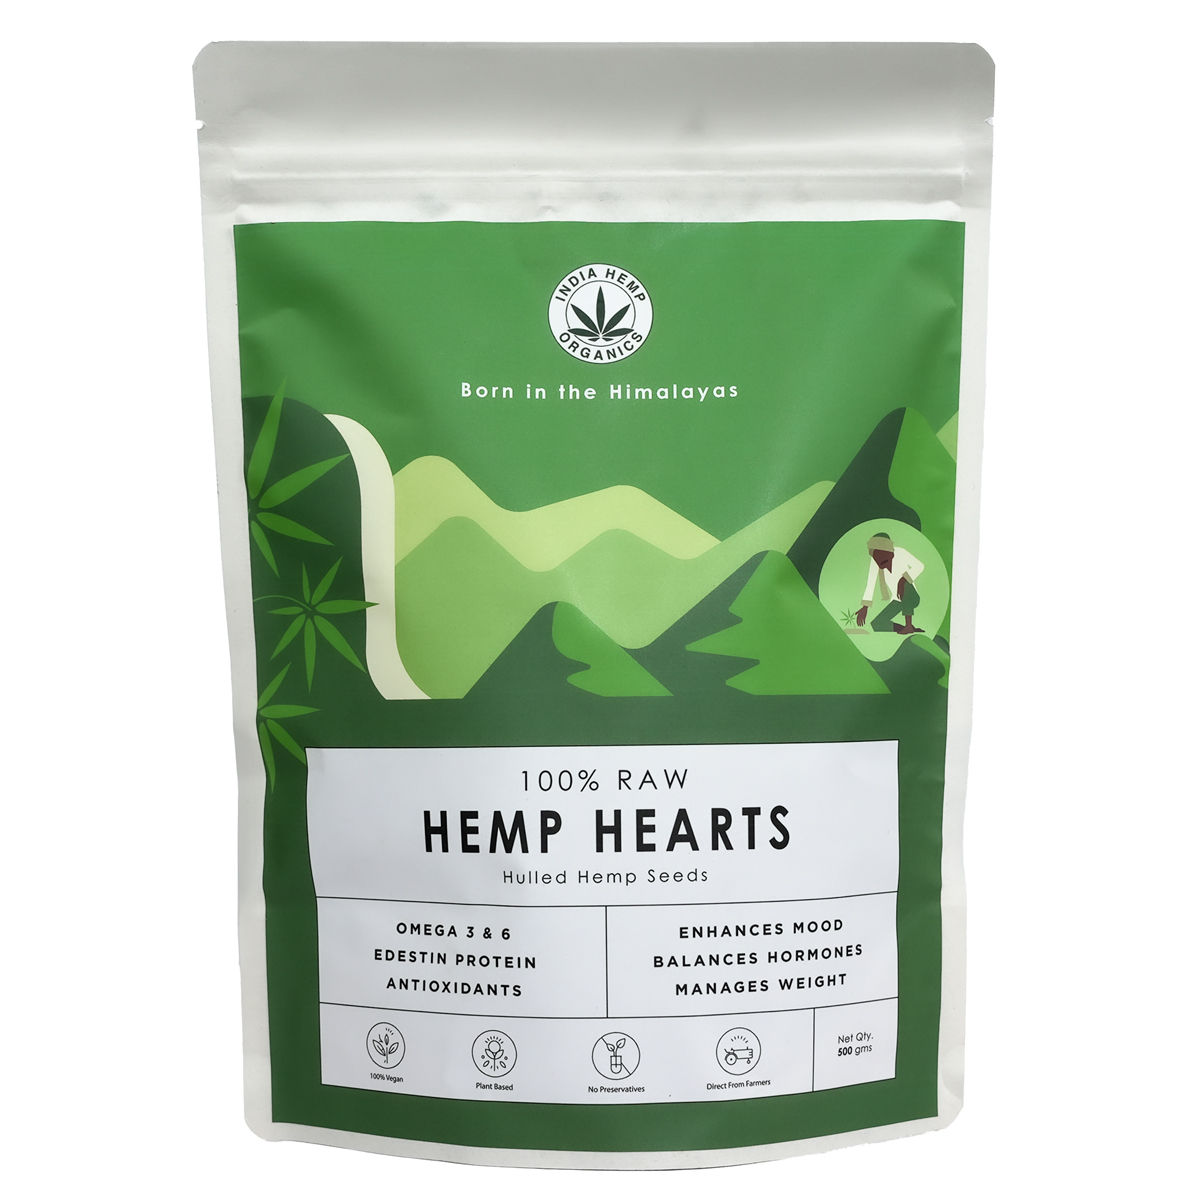 INDIA HEMP
ORGANICS
Born in the Himalayas
100% RAW
HEMP HEARTS
Hulled Hemp Seeds
OMEGA 3 & 6
EDESTIN PROTEIN
ANTIOXIDANTS
ENHANCES MOOD
BALANCES HORMONES
MANAGES WEIGHT
100% Vegan
Plant Based
No Preservatives
Direct From Farmers
Net Qty.
500 gms